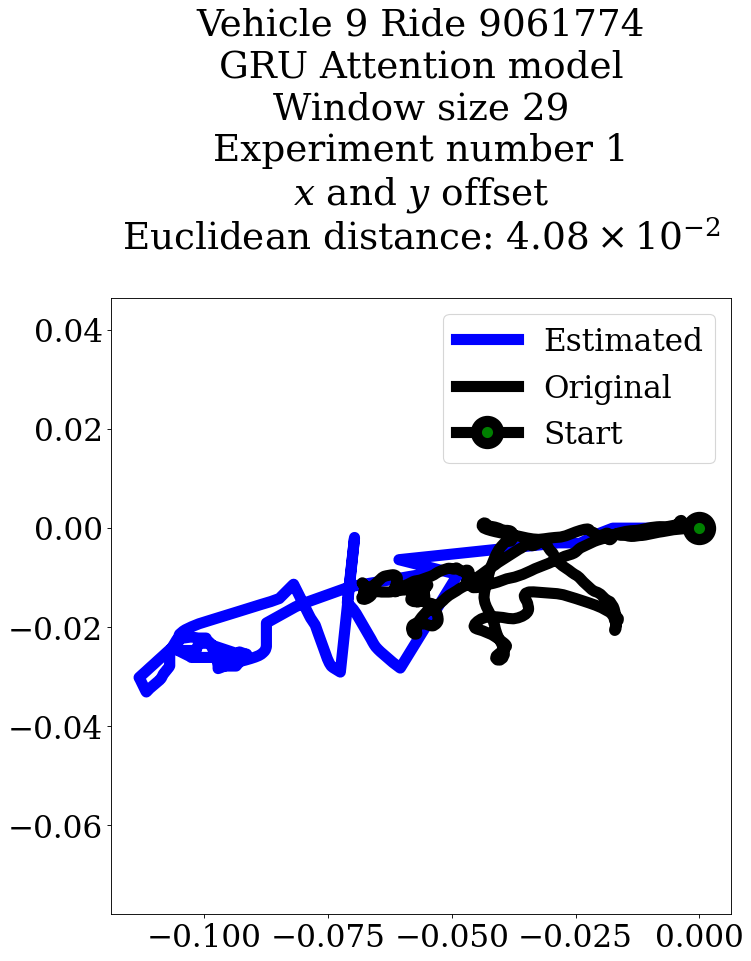 Vehicle 9 Ride 9061774
GRU Attention model
Window size 29
Experiment number 1
x and y offset
Euclidean distance: 4.08 × 10⁻²
Estimated
Original
Start
0.04
0.02
0.00
−0.02
−0.04
−0.06
−0.100 −0.075 −0.050 −0.025 0.000